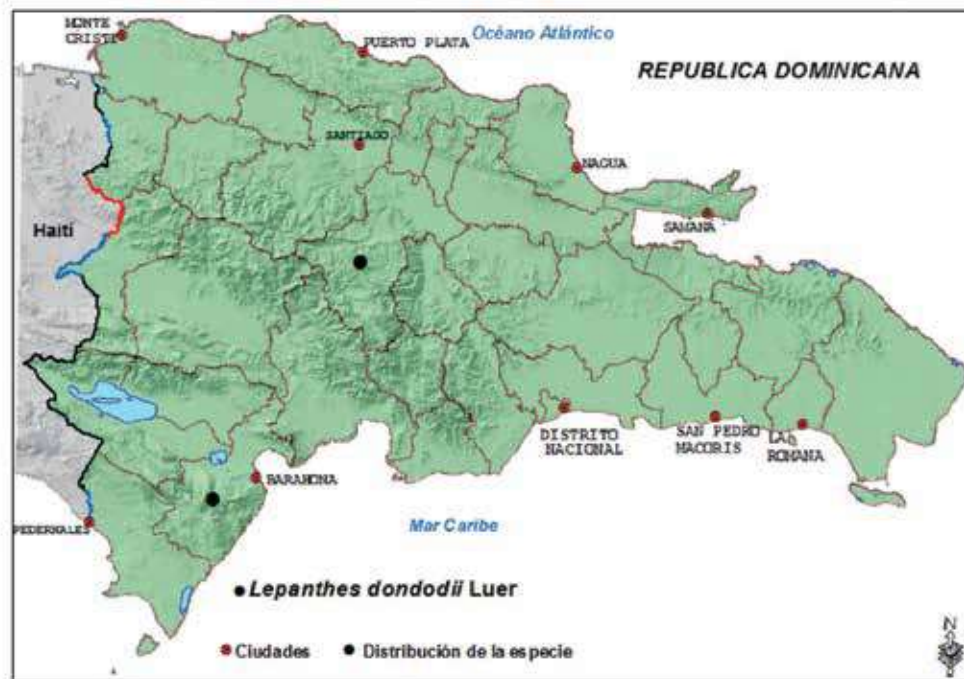 MONTE
CRISTI
PUERTO PLATA
Océano Atlántico
REPUBLICA DOMINICANA
SANTIAGO
NAGUA
SAMANA
Haití
DISTRITO
NACIONAL
SAN PEDRO
MACORIS
LA
ROMANA
BARAHONA
PEDERNALES
Mar Caribe
● Lepanthes dondodii Luer
Ciudades
Distribución de la especie
N